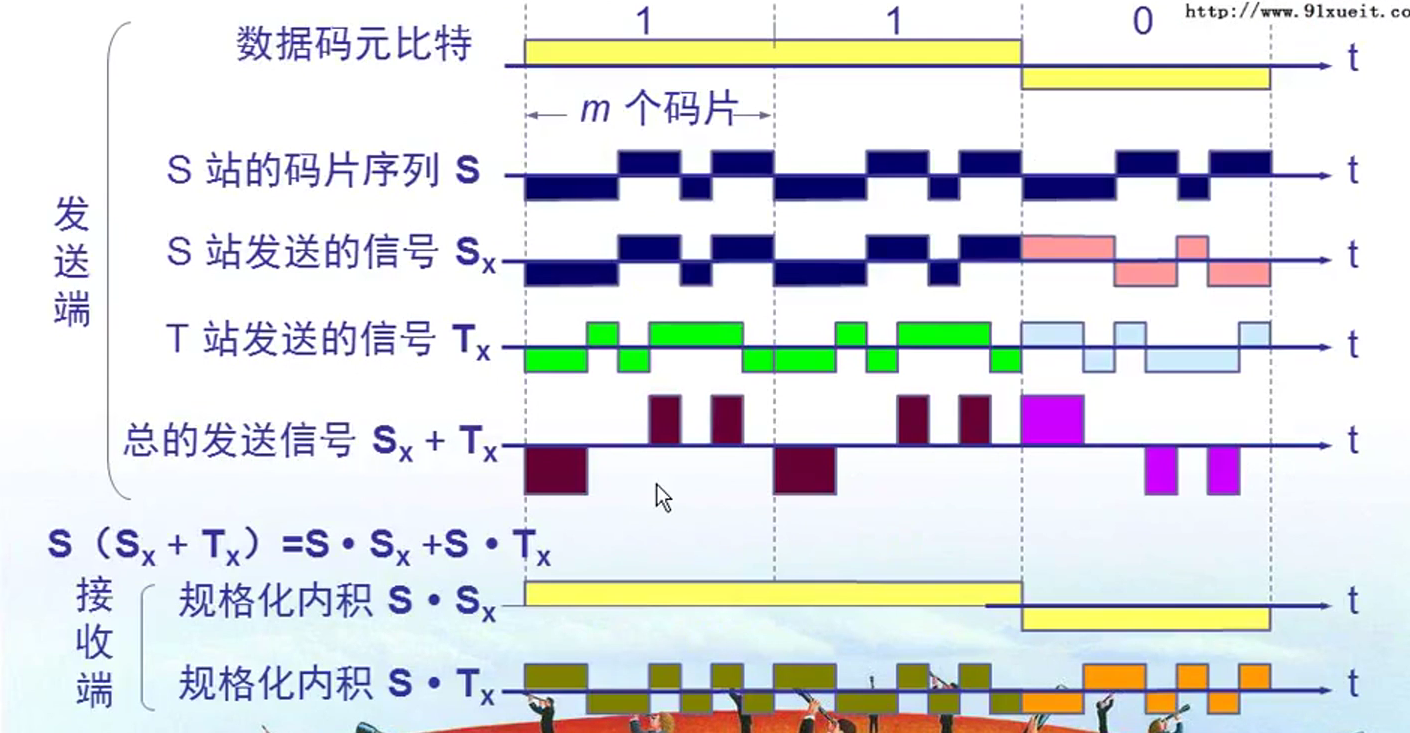 http://www.91xueit.co
1 1 0
数据码元比特 t
m 个码片
S 站的码片序列 S t
S 站发送的信号 Sx t
T 站发送的信号 Tx t
总的发送信号 Sx + Tx t
发送端
S（Sx + Tx）=S•Sx +S•Tx
接收端
规格化内积 S•Sx t
规格化内积 S•Tx t